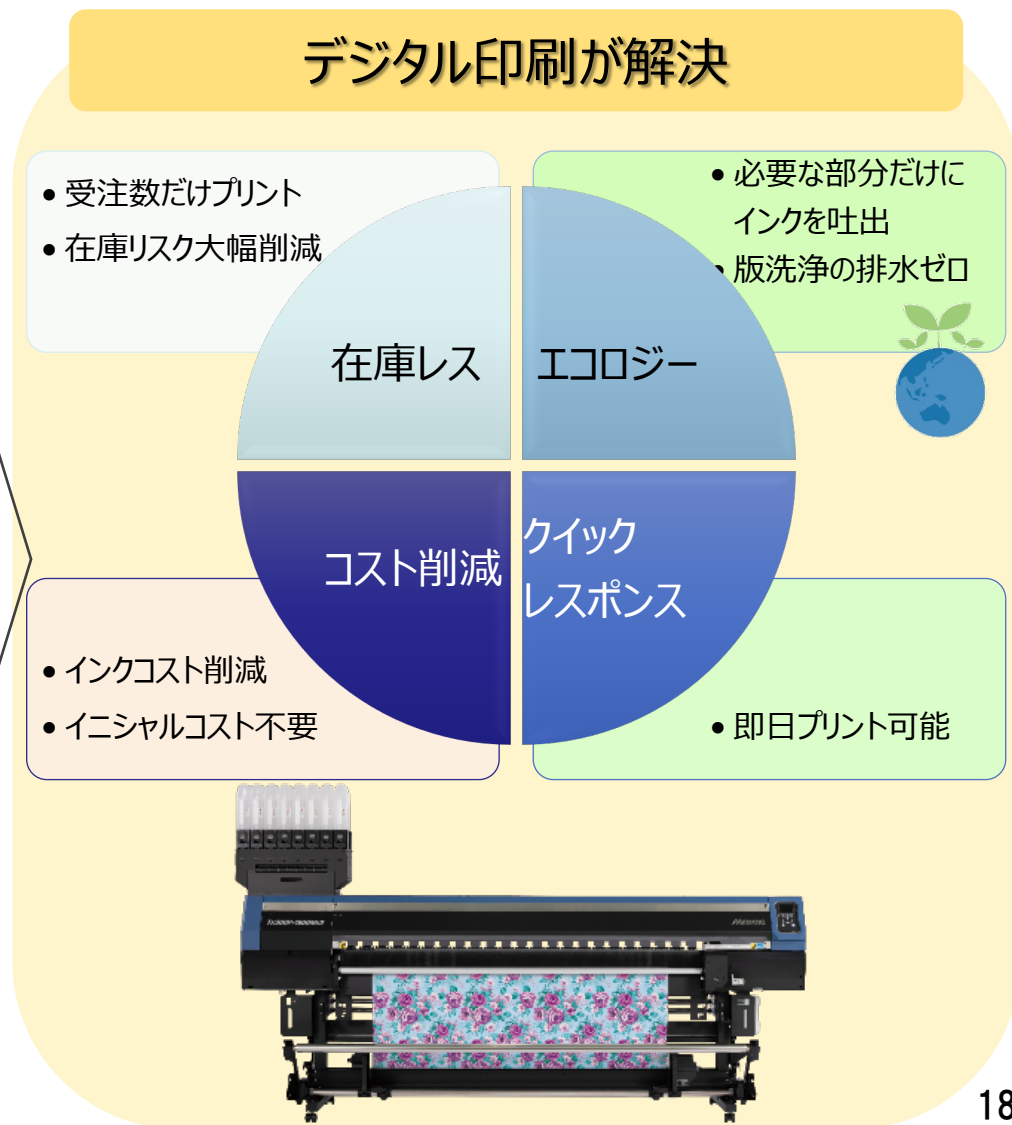 デジタル印刷が解決
• 受注数だけプリント
• 在庫リスク大幅削減
• 必要な部分だけに
インクを吐出
• 版洗浄の排水ゼロ
在庫レス
エコロジー
コスト削減
クイック
レスポンス
• インクコスト削減
• イニシャルコスト不要
• 即日プリント可能
18